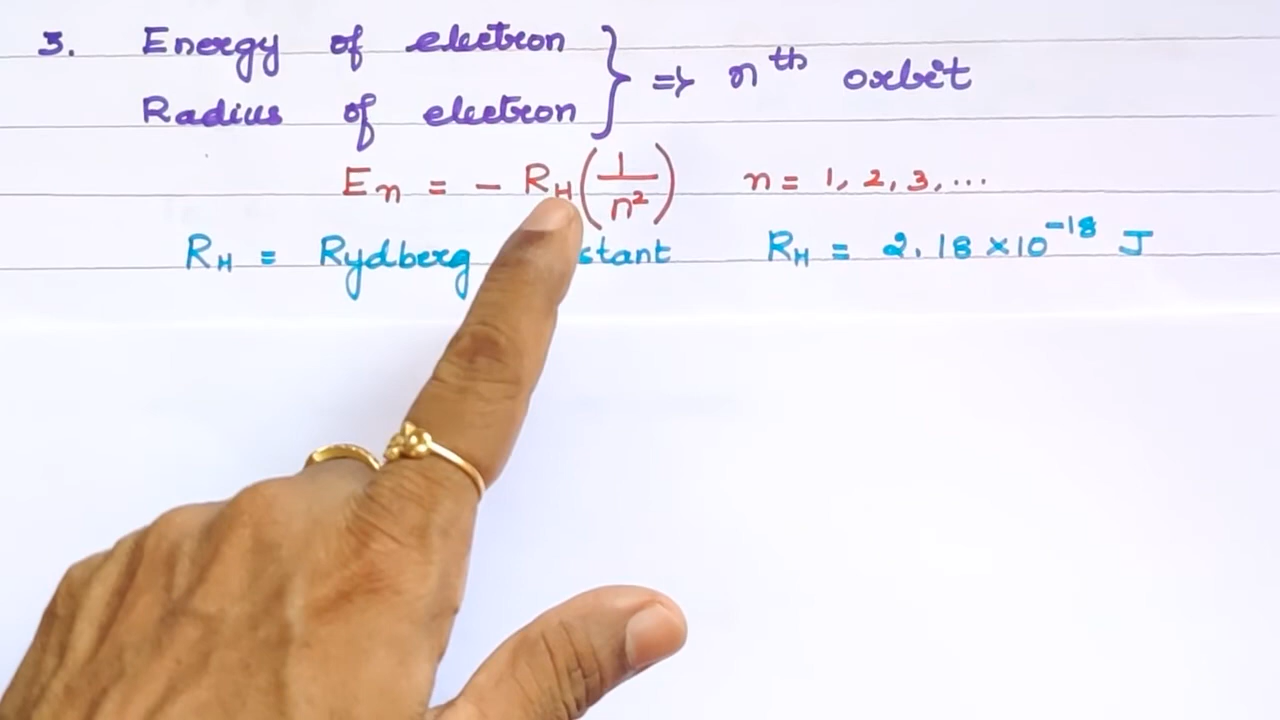 3. Energy of electron
Radius of electron } => nth orbit
En = - RH (1/n²) n = 1, 2, 3, ...
RH = Rydberg stant RH = 2.18 × 10⁻¹⁸ J